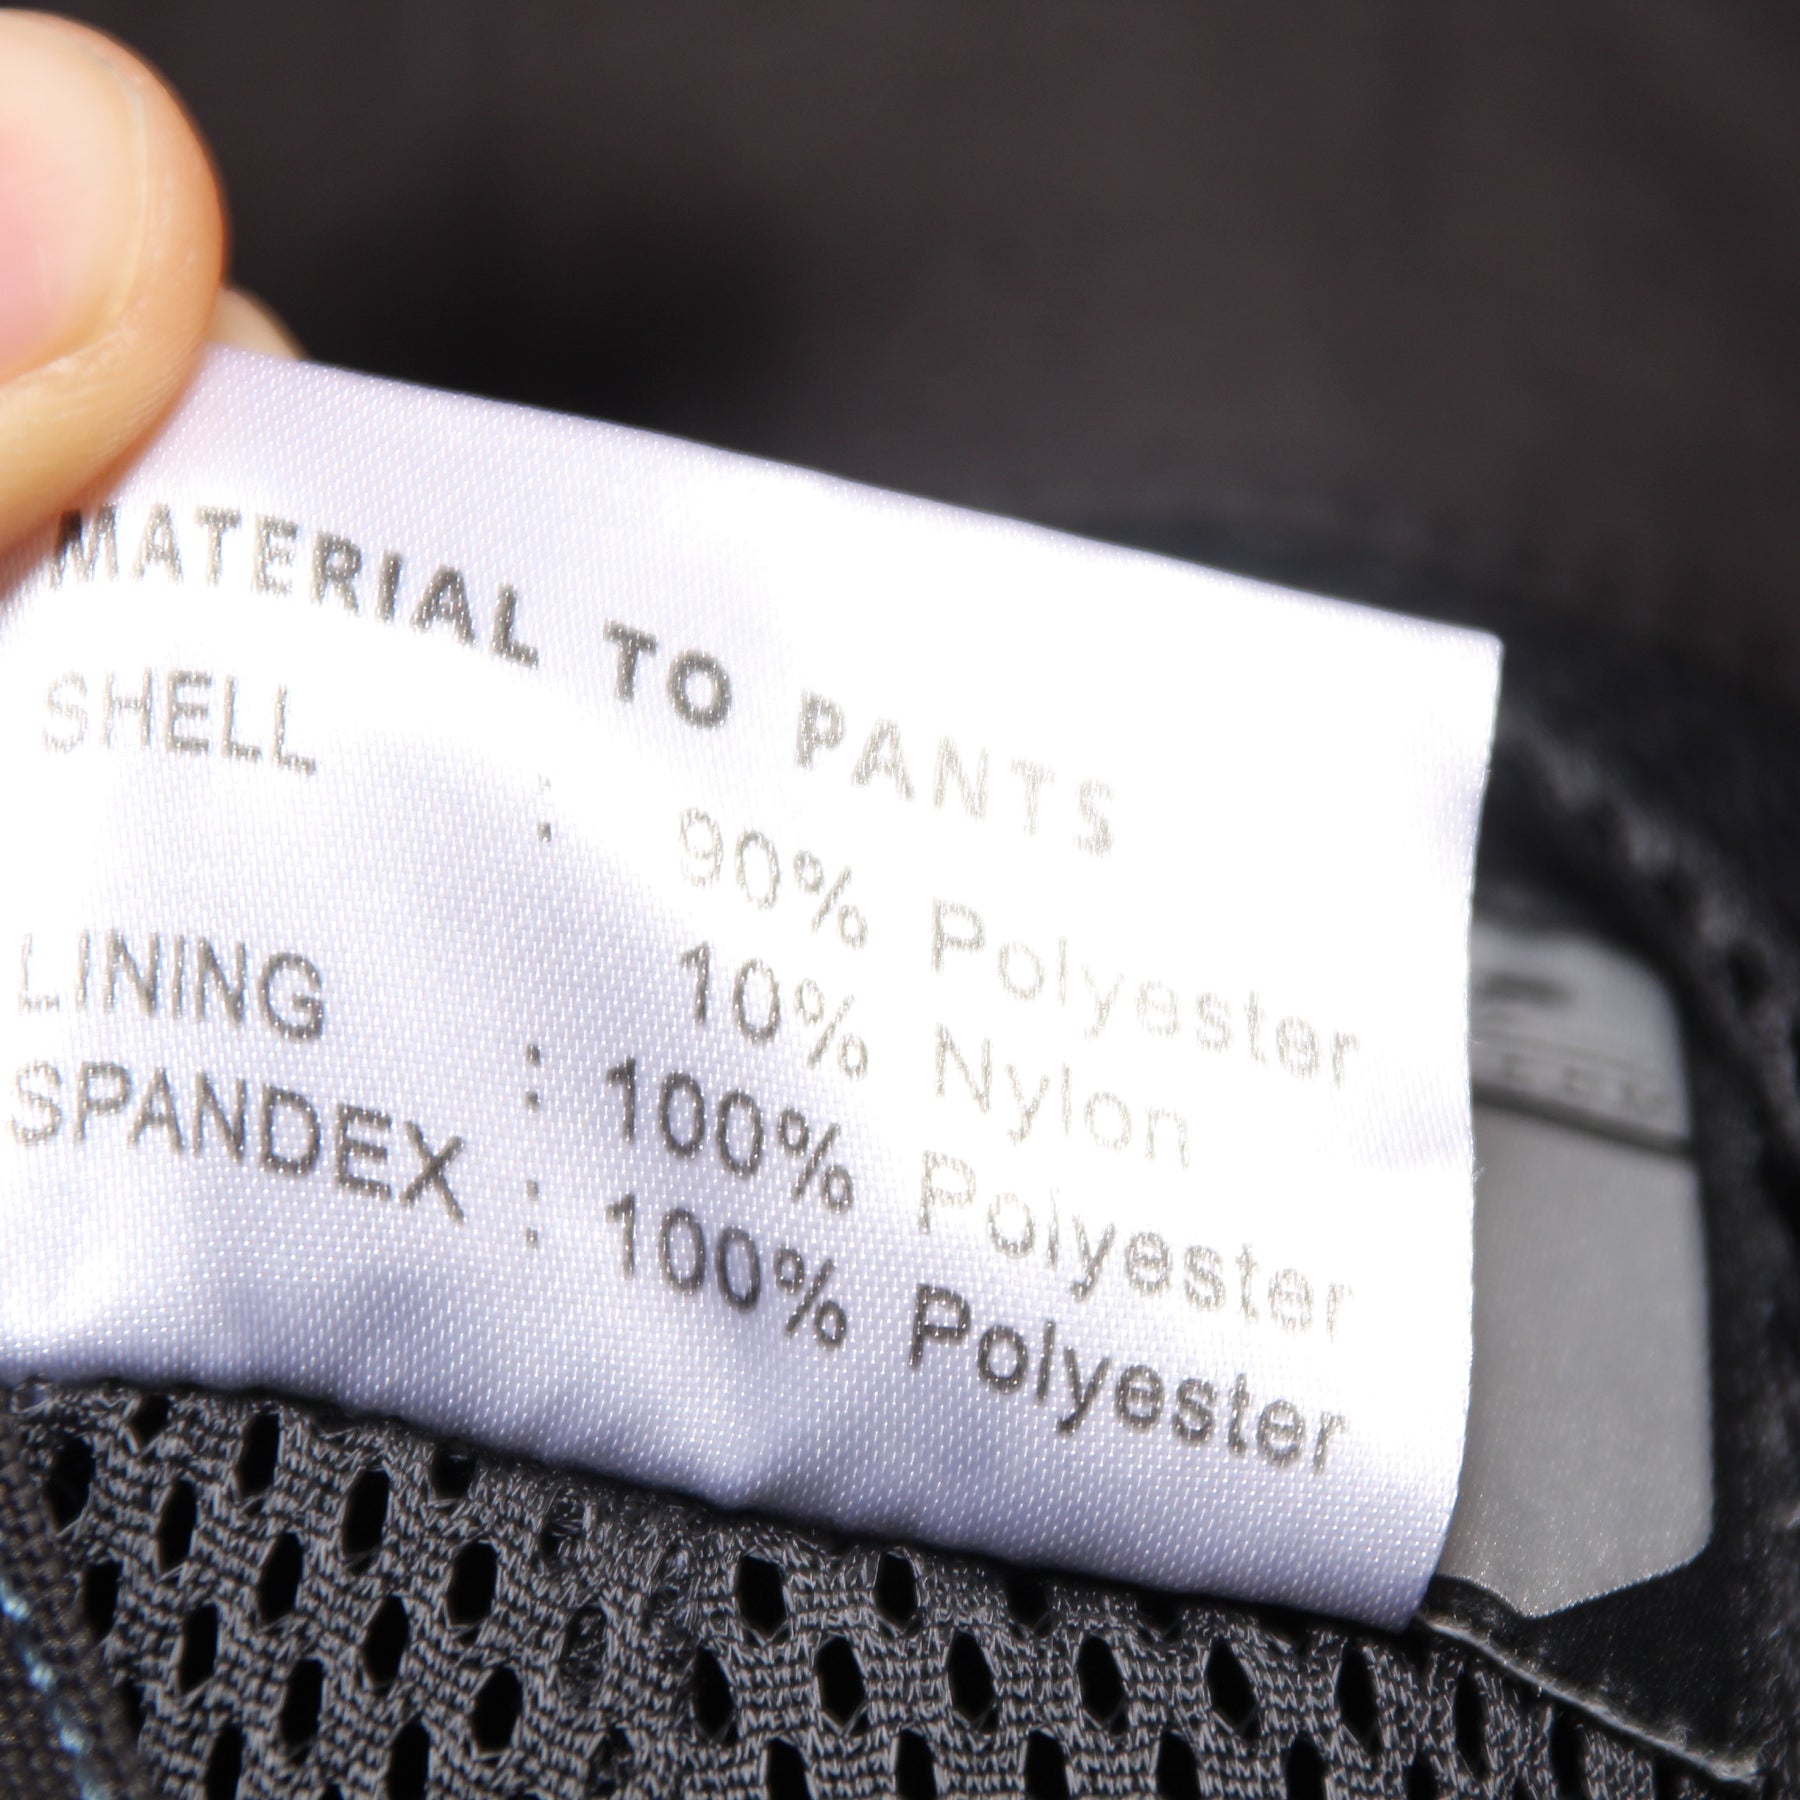 MATERIAL TO PANTS
SHELL : 90% Polyester
10% Nylon
LINING : 100% Polyester
SPANDEX : 100% Polyester